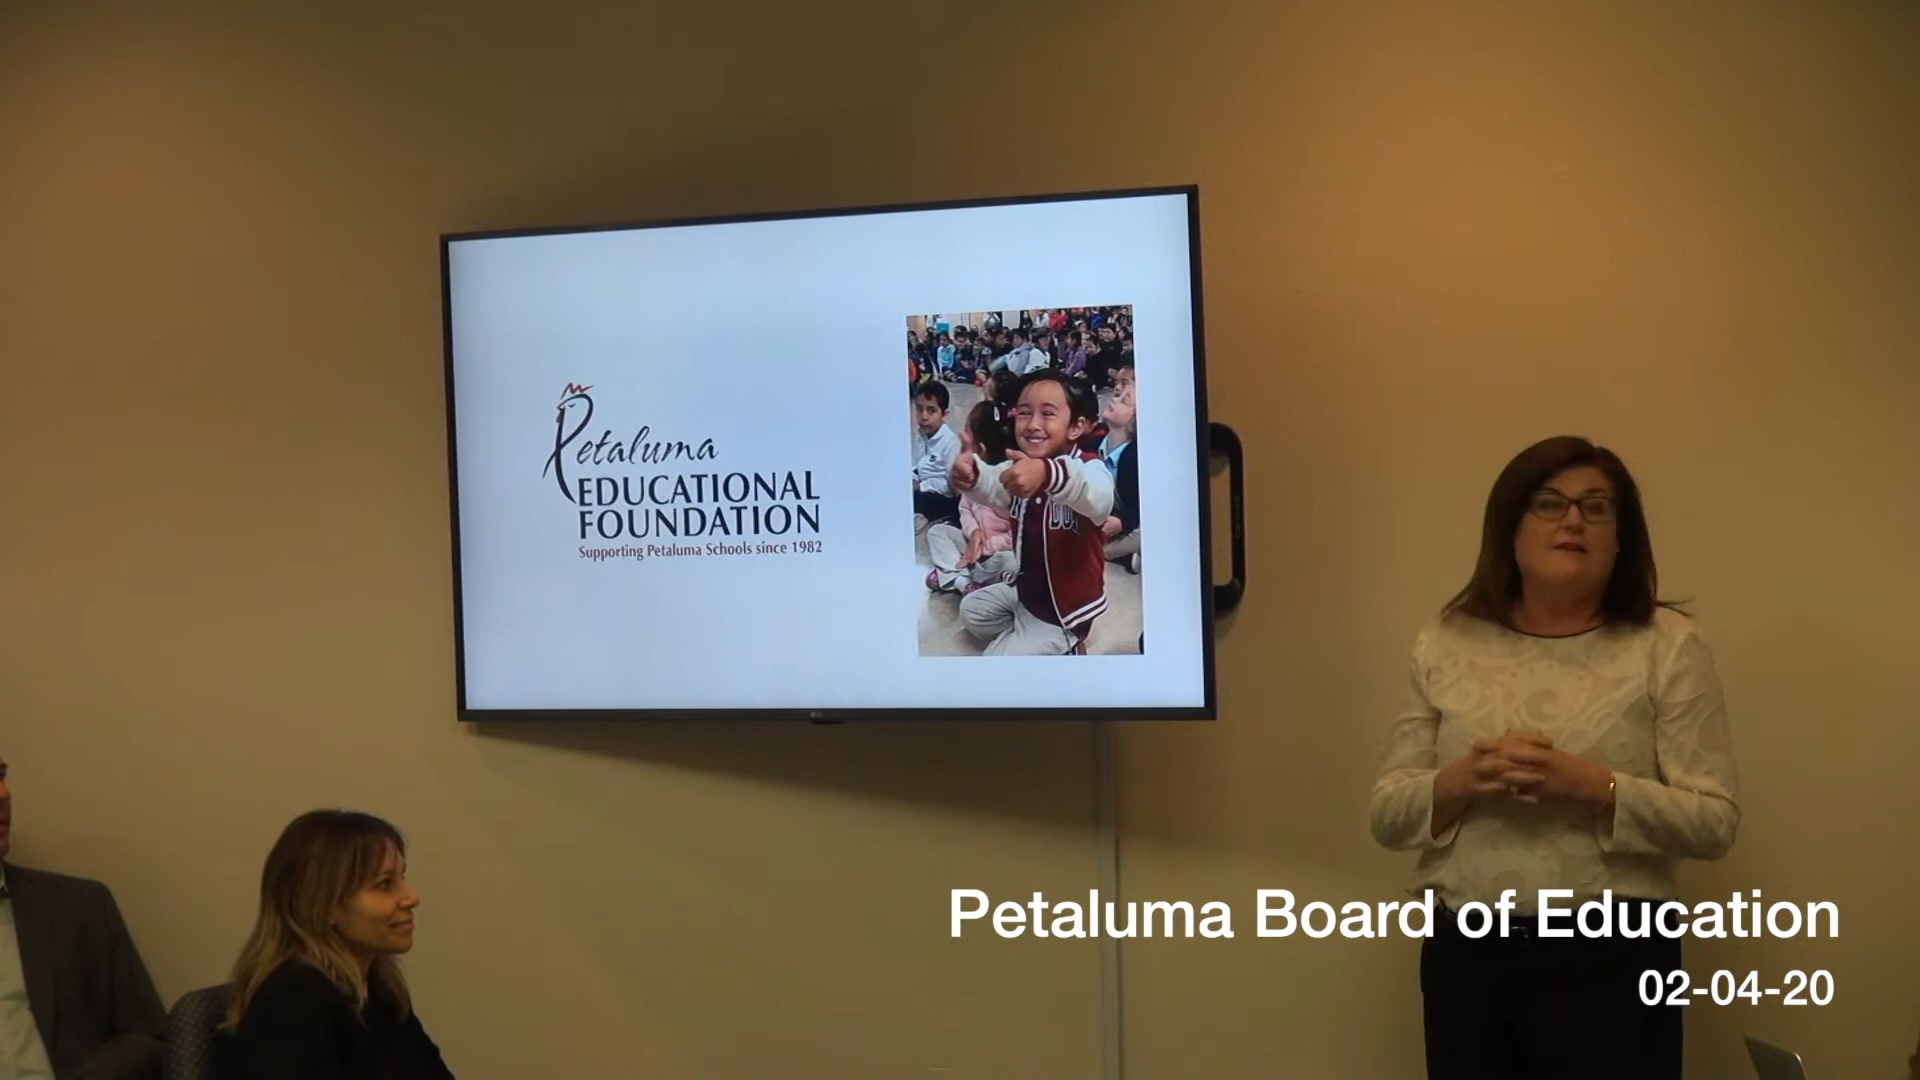 Petaluma
EDUCATIONAL
FOUNDATION
Supporting Petaluma Schools since 1982
Petaluma Board of Education
02-04-20